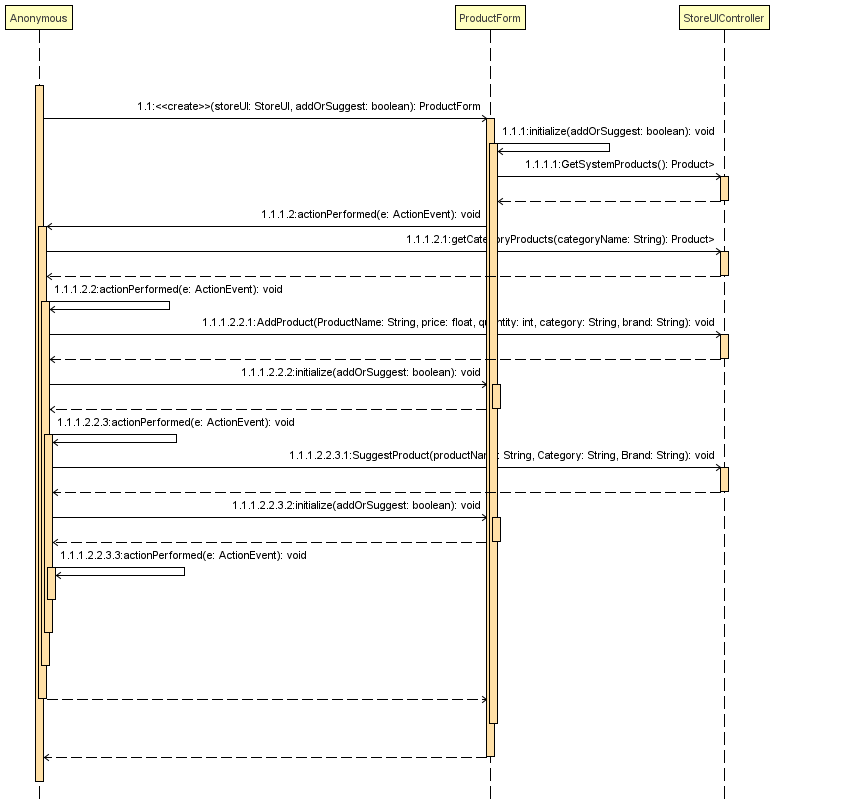 Anonymous
ProductForm
StoreUIController
1.1:<<create>>(storeUI: StoreUI, addOrSuggest: boolean): ProductForm
1.1.1:initialize(addOrSuggest: boolean): void
1.1.1.1:GetSystemProducts(): Product>
1.1.1.2:actionPerformed(e: ActionEvent): void
1.1.1.2.1:getCategoryProducts(categoryName: String): Product>
1.1.1.2.2:actionPerformed(e: ActionEvent): void
1.1.1.2.2.1:AddProduct(ProductName: String, price: float, quantity: int, category: String, brand: String): void
1.1.1.2.2.2:initialize(addOrSuggest: boolean): void
1.1.1.2.2.3:actionPerformed(e: ActionEvent): void
1.1.1.2.2.3.1:SuggestProduct(productName: String, Category: String, Brand: String): void
1.1.1.2.2.3.2:initialize(addOrSuggest: boolean): void
1.1.1.2.2.3.3:actionPerformed(e: ActionEvent): void